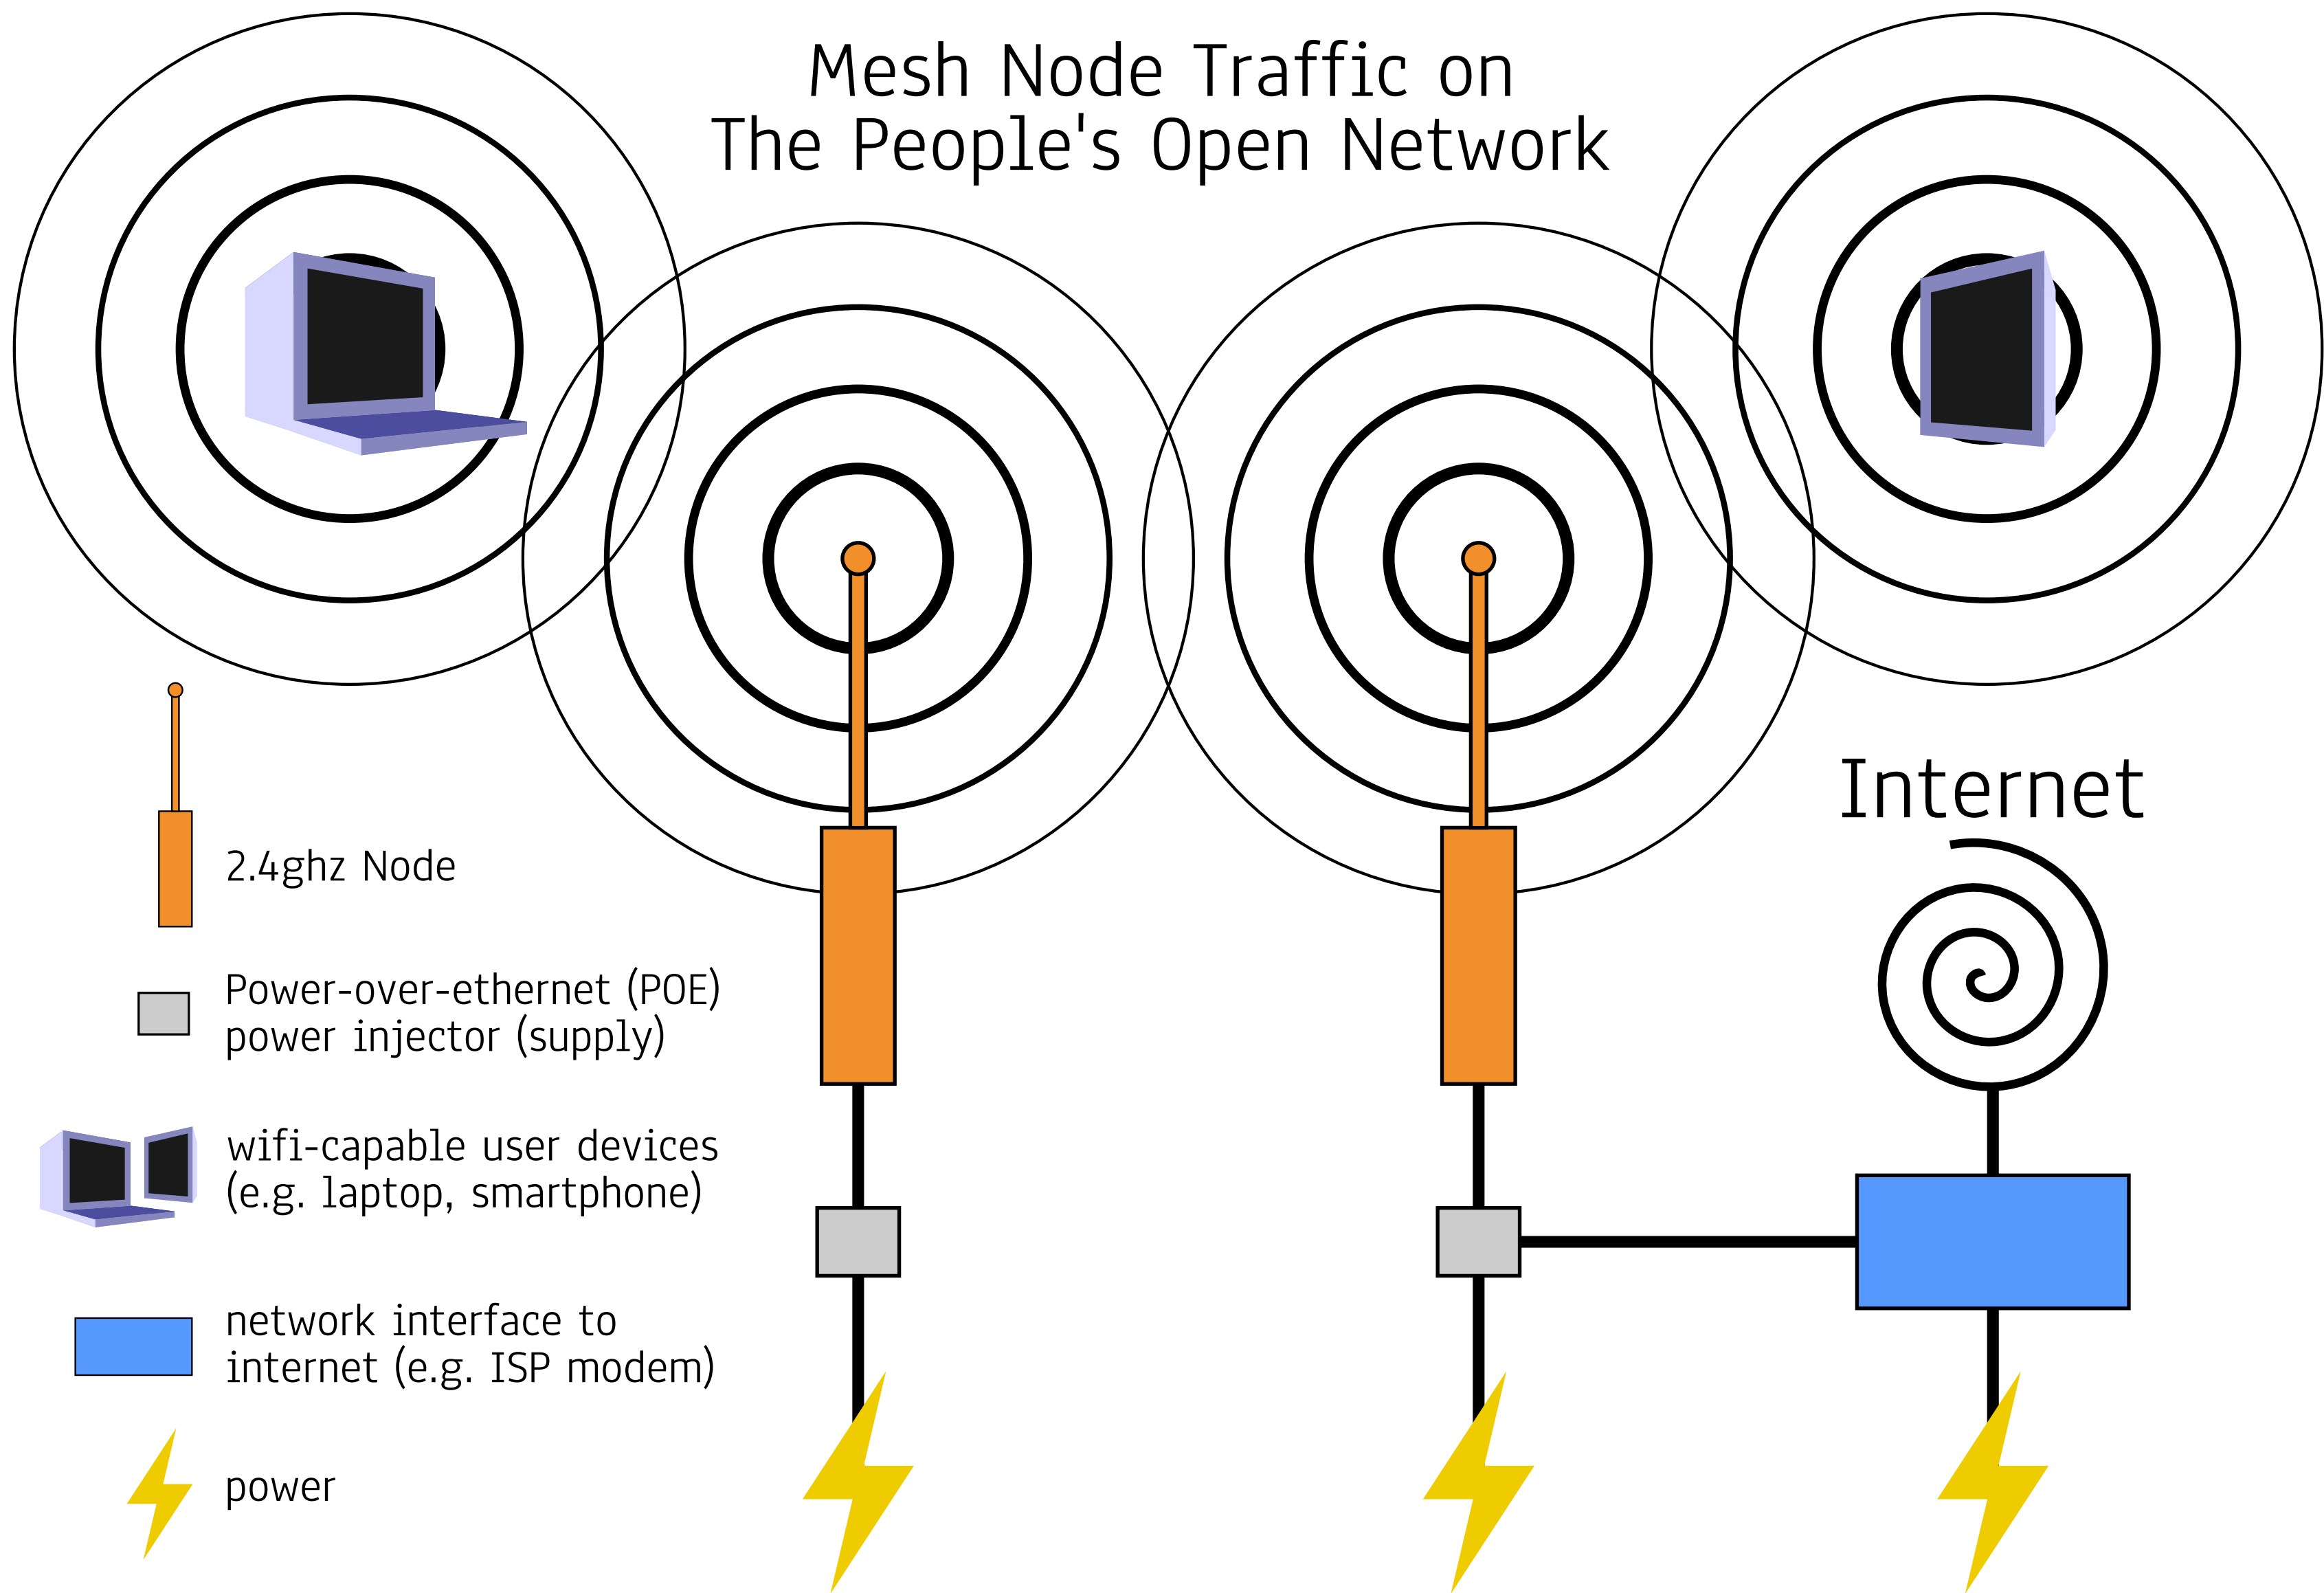 Mesh Node Traffic on
The People's Open Network
Internet
2.4ghz Node
Power-over-ethernet (POE)
power injector (supply)
wifi-capable user devices
(e.g. laptop, smartphone)
network interface to
internet (e.g. ISP modem)
power